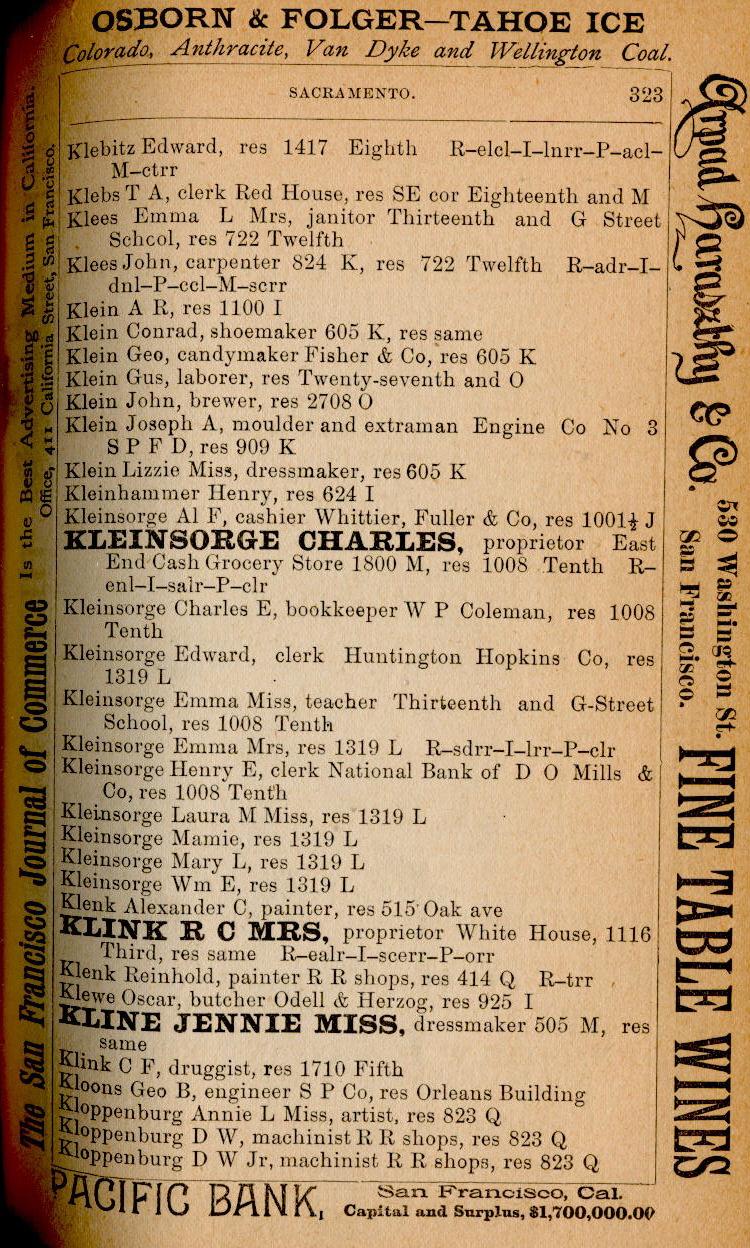 OSBORN & FOLGER—TAHOE ICE
Colorado, Anthracite, Van Dyke and Wellington Coal.
SACRAMENTO. 323
Klebitz Edward, res 1417 Eighth R–elcl–I–lnrr–P–acl–
M–ctrr
Klebs T A, clerk Red House, res SE cor Eighteenth and M
Klees Emma L Mrs, janitor Thirteenth and G Street
School, res 722 Twelfth
Klees John, carpenter 824 K, res 722 Twelfth R–adr–I–
dnl–P–ccl–M–scrr
Klein A R, res 1100 I
Klein Conrad, shoemaker 605 K, res same
Klein Geo, candymaker Fisher & Co, res 605 K
Klein Gus, laborer, res Twenty-seventh and O
Klein John, brewer, res 2708 O
Klein Joseph A, moulder and extraman Engine Co No 3
S P F D, res 909 K
Klein Lizzie Miss, dressmaker, res 605 K
Kleinhammer Henry, res 624 I
Kleinsorge Al F, cashier Whittier, Fuller & Co, res 1001½ J
KLEINSORGE CHARLES, proprietor East
End Cash Grocery Store 1800 M, res 1008 Tenth R–
enl–I–salr–P–clr
Kleinsorge Charles E, bookkeeper W P Coleman, res 1008
Tenth
Kleinsorge Edward, clerk Huntington Hopkins Co, res
1319 L
Kleinsorge Emma Miss, teacher Thirteenth and G-Street
School, res 1008 Tenth
Kleinsorge Emma Mrs, res 1319 L R–sdrr–I–lrr–P–clr
Kleinsorge Henry E, clerk National Bank of D O Mills &
Co, res 1008 Tenth
Kleinsorge Laura M Miss, res 1319 L
Kleinsorge Mamie, res 1319 L
Kleinsorge Mary L, res 1319 L
Kleinsorge Wm E, res 1319 L
Klenk Alexander C, painter, res 515 Oak ave
KLINK R C MRS, proprietor White House, 1116
Third, res same R–ealr–I–scerr–P–orr
Klenk Reinhold, painter R R shops, res 414 Q R–trr
Klewe Oscar, butcher Odell & Herzog, res 925 I
KLINE JENNIE MISS, dressmaker 505 M, res
same
Klink C F, druggist, res 1710 Fifth
Kloons Geo B, engineer S P Co, res Orleans Building
Kloppenburg Annie L Miss, artist, res 823 Q
Kloppenburg D W, machinist R R shops, res 823 Q
Kloppenburg D W Jr, machinist R R shops, res 823 Q
PACIFIC BANK, San Francisco, Cal.
Capital and Surplus, $1,700,000.00
The San Francisco Journal of Commerce Is the Best Advertising Medium in California.
Office, 411 California Street, San Francisco.
Arpad Haraszthy & Co. 530 Washington St. San Francisco. FINE TABLE WINES